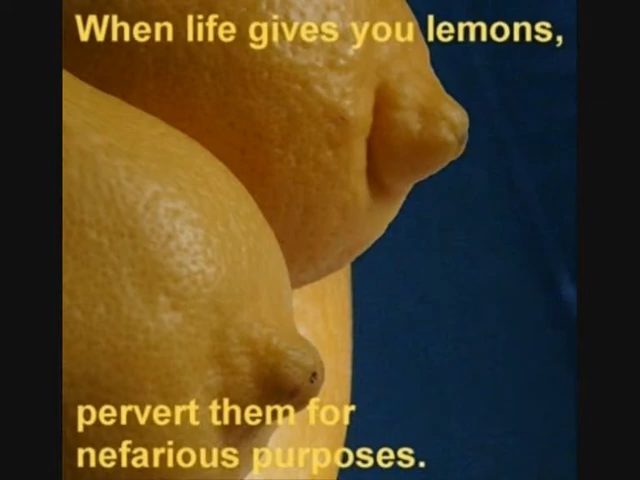 When life gives you lemons,
pervert them for
nefarious purposes.